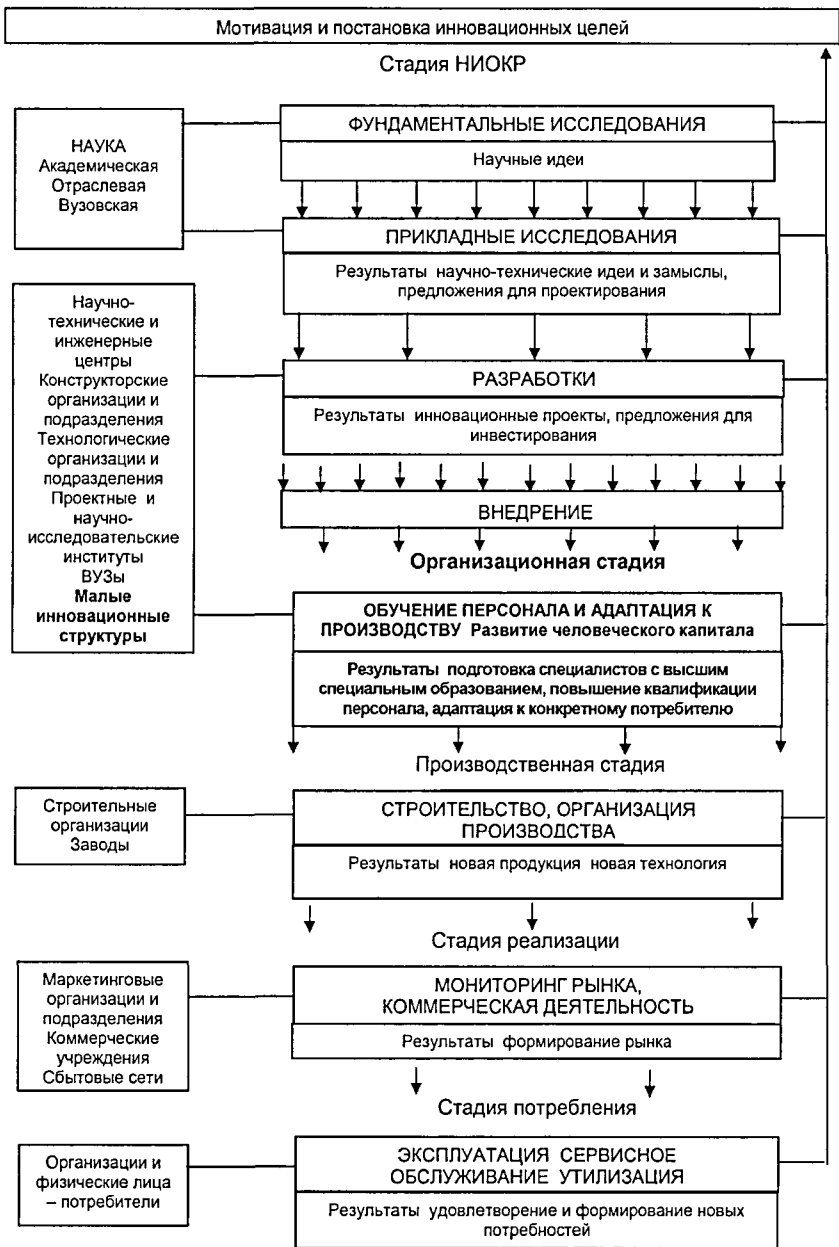 Мотивация и постановка инновационных целей
Стадия НИОКР
НАУКА
Академическая
Отраслевая
Вузовская
ФУНДАМЕНТАЛЬНЫЕ ИССЛЕДОВАНИЯ
Научные идеи
ПРИКЛАДНЫЕ ИССЛЕДОВАНИЯ
Результаты научно-технические идеи и замыслы,
предложения для проектирования
Научно-
технические и
инженерные
центры
Конструкторские
организации и
подразделения
Технологические
организации и
подразделения
Проектные и
научно-
исследовательские
институты
ВУЗы
Малые
инновационные
структуры
РАЗРАБОТКИ
Результаты инновационные проекты, предложения для
инвестирования
ВНЕДРЕНИЕ
Организационная стадия
ОБУЧЕНИЕ ПЕРСОНАЛА И АДАПТАЦИЯ К
ПРОИЗВОДСТВУ Развитие человеческого капитала
Результаты подготовка специалистов с высшим
специальным образованием, повышение квалификации
персонала, адаптация к конкретному потребителю
Производственная стадия
Строительные
организации
Заводы
СТРОИТЕЛЬСТВО, ОРГАНИЗАЦИЯ
ПРОИЗВОДСТВА
Результаты новая продукция новая технология
Стадия реализации
Маркетинговые
организации и
подразделения
Коммерческие
учреждения
Сбытовые сети
МОНИТОРИНГ РЫНКА,
КОММЕРЧЕСКАЯ ДЕЯТЕЛЬНОСТЬ
Результаты формирование рынка
Стадия потребления
Организации и
физические лица
– потребители
ЭКСПЛУАТАЦИЯ СЕРВИСНОЕ
ОБСЛУЖИВАНИЕ УТИЛИЗАЦИЯ
Результаты удовлетворение и формирование новых
потребностей